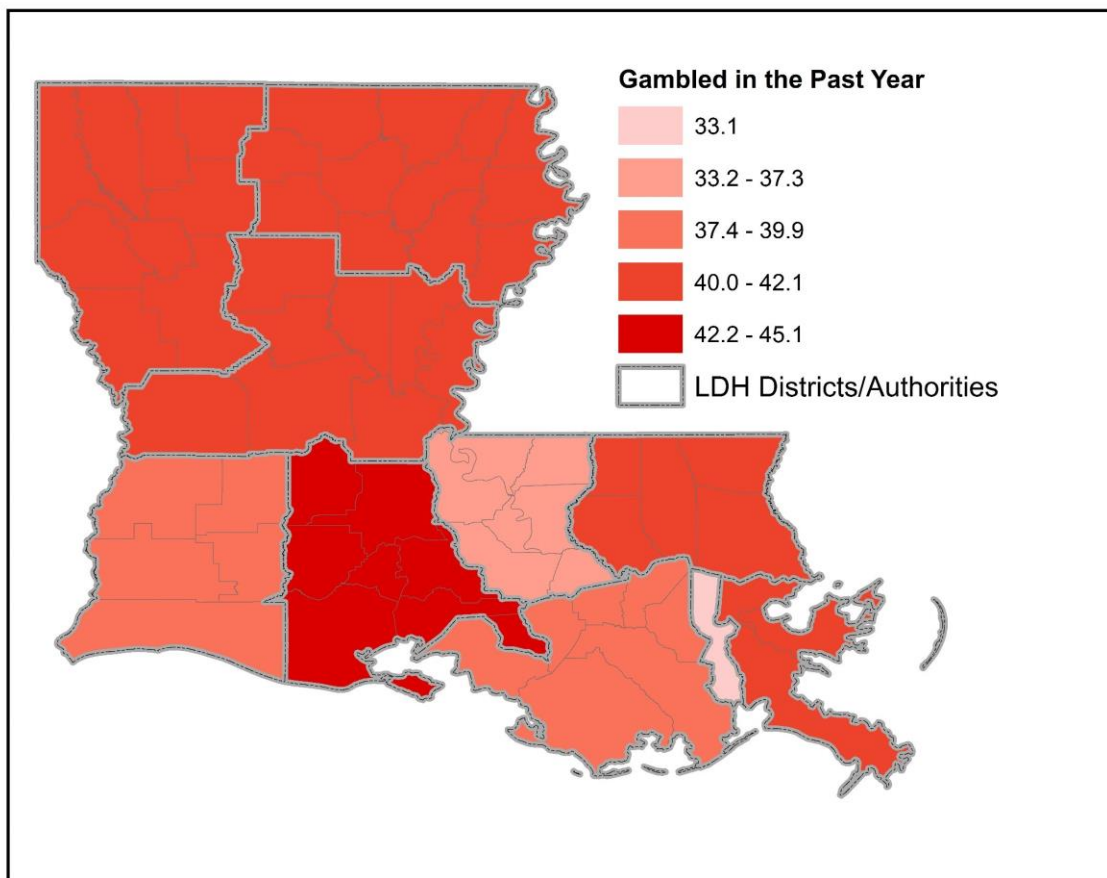 Gambled in the Past Year
33.1
33.2 - 37.3
37.4 - 39.9
40.0 - 42.1
42.2 - 45.1
LDH Districts/Authorities